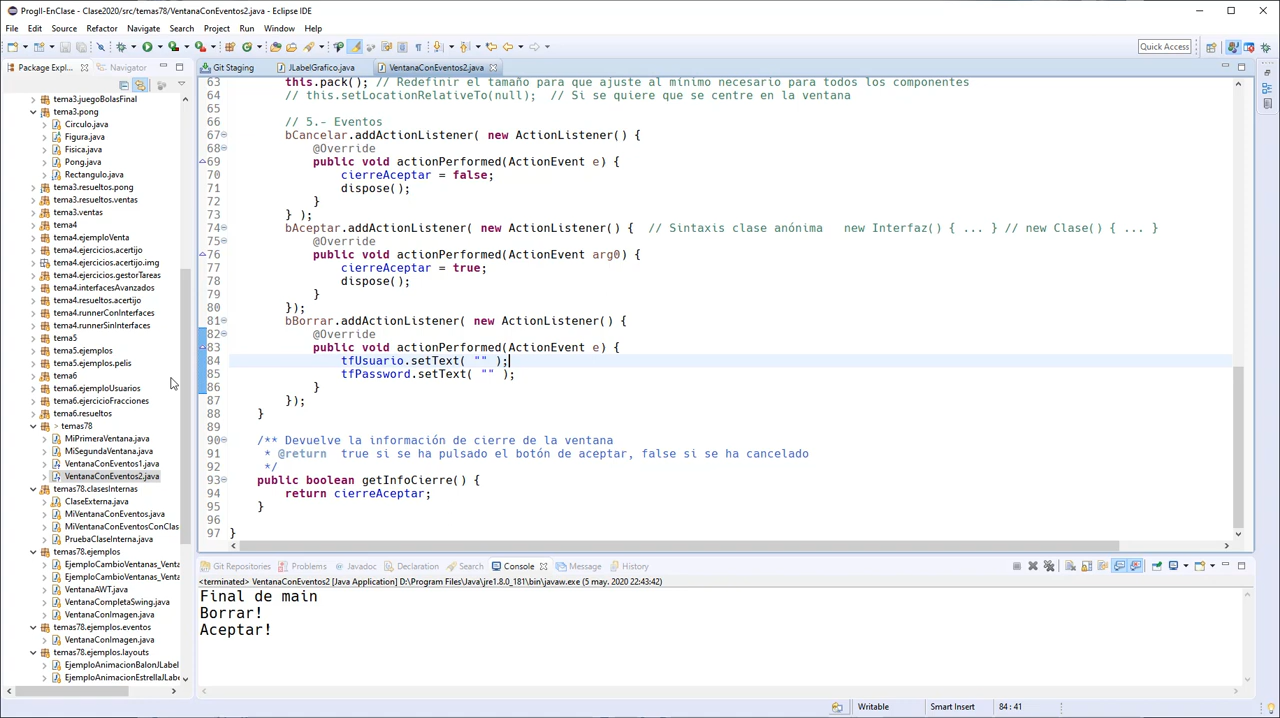 ProgII-EnClase - Clase2020/src/temas78/VentanaConEventos2.java - Eclipse IDE
File Edit Source Refactor Navigate Search Project Run Window Help
Quick Access
Package Expl... Navigator
tema3.juegoBolasFinal
tema3.pong
Circulo.java
Figura.java
Fisica.java
Pong.java
Rectangulo.java
tema3.resueltos.pong
tema3.resueltos.ventas
tema3.ventas
tema4
tema4.ejemploVenta
tema4.ejercicios.acertijo
tema4.ejercicios.acertijo.img
tema4.ejercicios.gestorTareas
tema4.interfacesAvanzados
tema4.resueltos.acertijo
tema4.runnerConInterfaces
tema4.runnerSinInterfaces
tema5
tema5.ejemplos
tema5.ejemplos.pelis
tema6
tema6.ejemploUsuarios
tema6.ejercicioFracciones
tema6.resueltos
> temas78
MiPrimeraVentana.java
MiSegundaVentana.java
VentanaConEventos1.java
VentanaConEventos2.java
temas78.clasesInternas
ClaseExterna.java
MiVentanaConEventos.java
MiVentanaConEventosConClas
PruebaClaseInterna.java
temas78.ejemplos
EjemploCambioVentanas_Venta
EjemploCambioVentanas_Venta
VentanaAWT.java
VentanaCompletaSwing.java
VentanaConImagen.java
temas78.ejemplos.eventos
VentanaConImagen.java
temas78.ejemplos.layouts
EjemploAnimacionBalonJLabel
EjemploAnimacionEstrellaJLabe
Git Staging JLabelGrafico.java VentanaConEventos2.java
63 this.pack(); // Redefinir el tamaño para que ajuste al mínimo necesario para todos los componentes
64 // this.setLocationRelativeTo(null); // Si se quiere que se centre en la ventana
65
66 // 5.- Eventos
67 bCancelar.addActionListener( new ActionListener() {
68 @Override
69 public void actionPerformed(ActionEvent e) {
70 cierreAceptar = false;
71 dispose();
72 }
73 } );
74 bAceptar.addActionListener( new ActionListener() { // Sintaxis clase anónima new Interfaz() { ... } // new Clase() { ... }
75 @Override
76 public void actionPerformed(ActionEvent arg0) {
77 cierreAceptar = true;
78 dispose();
79 }
80 });
81 bBorrar.addActionListener( new ActionListener() {
82 @Override
83 public void actionPerformed(ActionEvent e) {
84 tfUsuario.setText( "" );
85 tfPassword.setText( "" );
86 }
87 });
88 }
89
90 /** Devuelve la información de cierre de la ventana
91 * @return true si se ha pulsado el botón de aceptar, false si se ha cancelado
92 */
93 public boolean getInfoCierre() {
94 return cierreAceptar;
95 }
96
97 }
Git Repositories Problems Javadoc Declaration Search Console Message History
<terminated> VentanaConEventos2 [Java Application] D:\Program Files\Java\jre1.8.0_181\bin\javaw.exe (5 may. 2020 23:43:42)
Final de main
Borrar!
Aceptar!
Writable Smart Insert 84 : 41